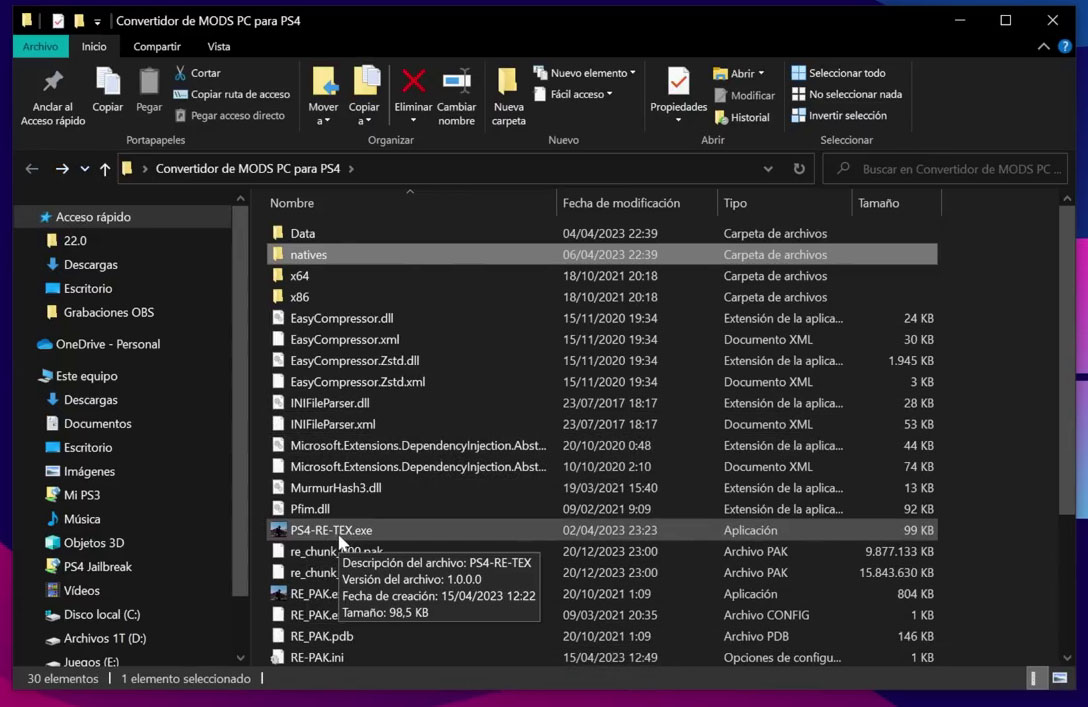 Convertidor de MODS PC para PS4
Archivo Inicio Compartir Vista
Anclar al Acceso rápido
Copiar
Pegar
Cortar
Copiar ruta de acceso
Pegar acceso directo
Portapapeles
Mover a
Copiar a
Eliminar
Cambiar nombre
Organizar
Nueva carpeta
Nuevo elemento
Fácil acceso
Nuevo
Propiedades
Abrir
Modificar
Historial
Abrir
Seleccionar todo
No seleccionar nada
Invertir selección
Seleccionar
Convertidor de MODS PC para PS4
Buscar en Convertidor de MODS PC ...
Acceso rápido
22.0
Descargas
Escritorio
Grabaciones OBS
OneDrive - Personal
Este equipo
Descargas
Documentos
Escritorio
Imágenes
Mi PS3
Música
Objetos 3D
PS4 Jailbreak
Vídeos
Disco local (C:)
Archivos 1T (D:)
Juegos (E:)
Nombre Fecha de modificación Tipo Tamaño
Data 04/04/2023 22:39 Carpeta de archivos
natives 06/04/2023 22:39 Carpeta de archivos
x64 18/10/2021 20:18 Carpeta de archivos
x86 18/10/2021 20:18 Carpeta de archivos
EasyCompressor.dll 15/11/2020 19:34 Extensión de la aplica... 24 KB
EasyCompressor.xml 15/11/2020 19:34 Documento XML 30 KB
EasyCompressor.Zstd.dll 15/11/2020 19:34 Extensión de la aplica... 1.945 KB
EasyCompressor.Zstd.xml 15/11/2020 19:34 Documento XML 3 KB
INIFileParser.dll 23/07/2017 18:17 Extensión de la aplica... 28 KB
INIFileParser.xml 23/07/2017 18:17 Documento XML 53 KB
Microsoft.Extensions.DependencyInjection.Abst... 20/10/2020 0:48 Extensión de la aplica... 44 KB
Microsoft.Extensions.DependencyInjection.Abst... 10/10/2020 2:10 Documento XML 74 KB
MurmurHash3.dll 19/03/2021 15:40 Extensión de la aplica... 13 KB
Pfim.dll 09/02/2021 9:09 Extensión de la aplica... 92 KB
PS4-RE-TEX.exe 02/04/2023 23:23 Aplicación 99 KB
re_chunk_000.pak 20/12/2023 23:00 Archivo PAK 9.877.133 KB
re_chunk_ 20/12/2023 23:00 Archivo PAK 15.843.630 KB
RE_PAK.e 20/10/2021 1:09 Aplicación 804 KB
RE_PAK.e 09/03/2021 20:35 Archivo CONFIG 1 KB
RE_PAK.pdb 20/10/2021 1:09 Archivo PDB 146 KB
RE-PAK.ini 15/04/2023 12:49 Opciones de configu... 1 KB
Descripción del archivo: PS4-RE-TEX
Versión del archivo: 1.0.0.0
Fecha de creación: 15/04/2023 12:22
Tamaño: 98,5 KB
30 elementos 1 elemento seleccionado